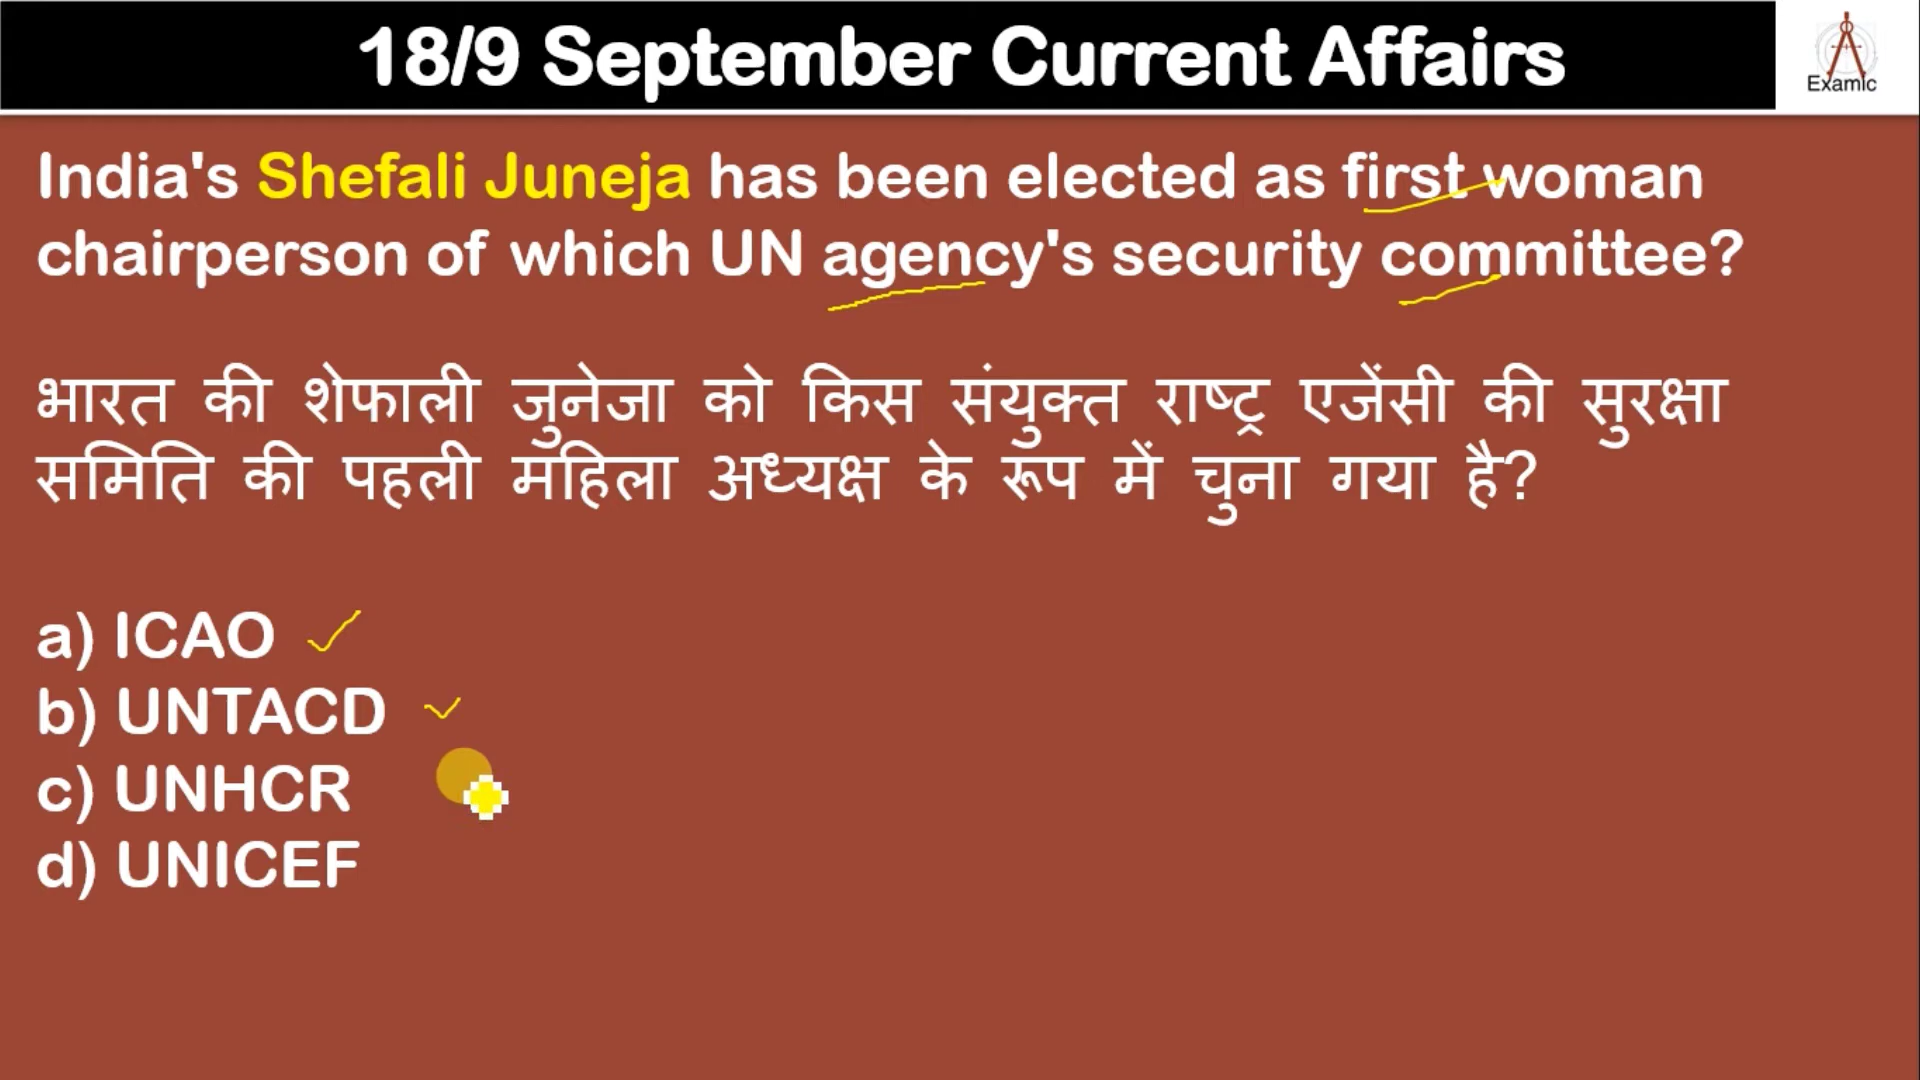 18/9 September Current Affairs
Examic
India's Shefali Juneja has been elected as first woman
chairperson of which UN agency's security committee?
भारत की शेफाली जुनेजा को किस संयुक्त राष्ट्र एजेंसी की सुरक्षा
समिति की पहली महिला अध्यक्ष के रूप में चुना गया है?
a) ICAO
b) UNTACD
c) UNHCR
d) UNICEF